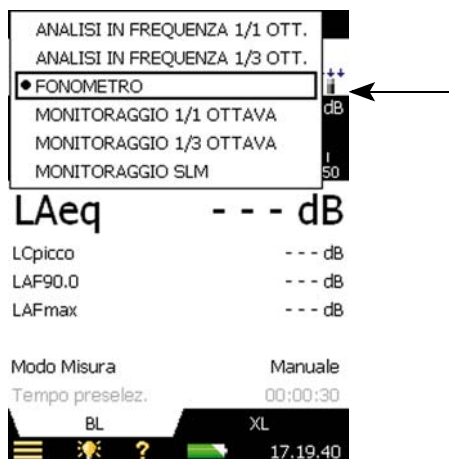 ANALISI IN FREQUENZA 1/1 OTT.
ANALISI IN FREQUENZA 1/3 OTT.
FONOMETRO
MONITORAGGIO 1/1 OTTAVA
MONITORAGGIO 1/3 OTTAVA
MONITORAGGIO SLM
dB
50
LAeq - - - dB
LCpicco - - - dB
LAF90.0 - - - dB
LAFmax - - - dB
Modo Misura Manuale
Tempo preselez. 00:00:30
BL XL
? 17.19.40